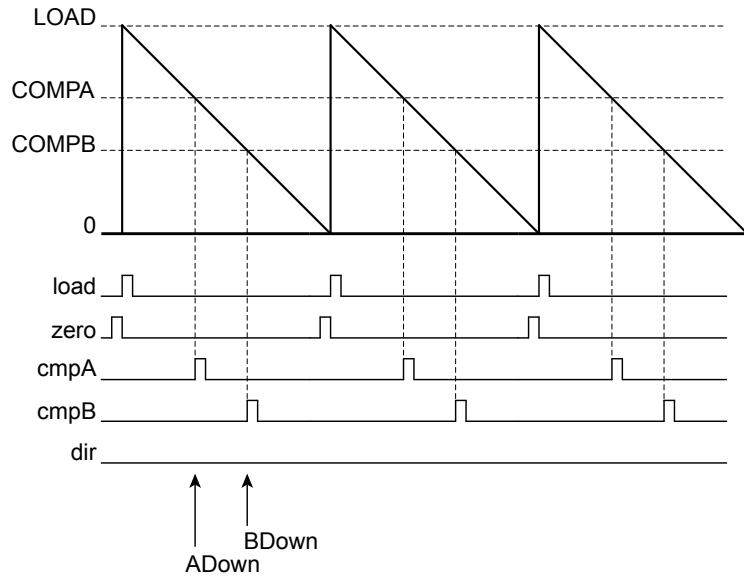 LOAD
COMPA
COMPB
0
load
zero
cmpA
cmpB
dir
BDown
ADown